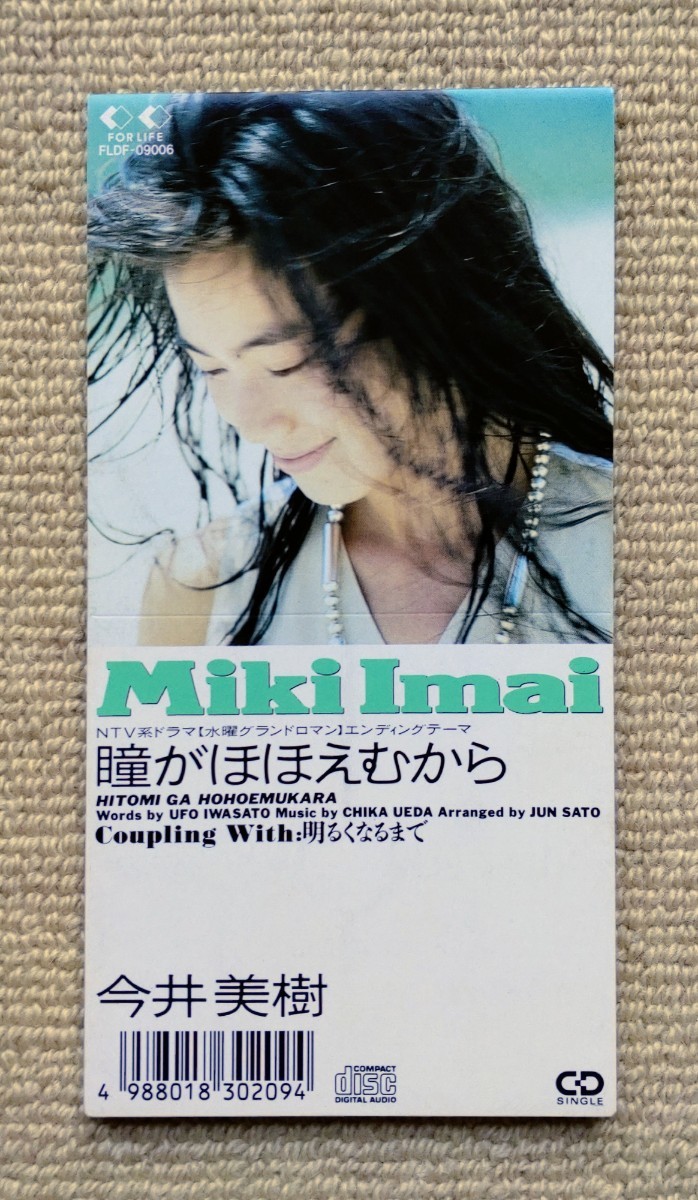 FOR LIFE
FLDF-09006
Miki Imai
NTV系ドラマ【水曜グランドロマン】エンディングテーマ
瞳がほほえむから
HITOMI GA HOHOEMUKARA
Words by UFO IWASATO Music by CHIKA UEDA Arranged by JUN SATO
Coupling With:明るくなるまで
今井美樹
4 988018 302094
COMPACT
disc
DIGITAL AUDIO
CD
SINGLE